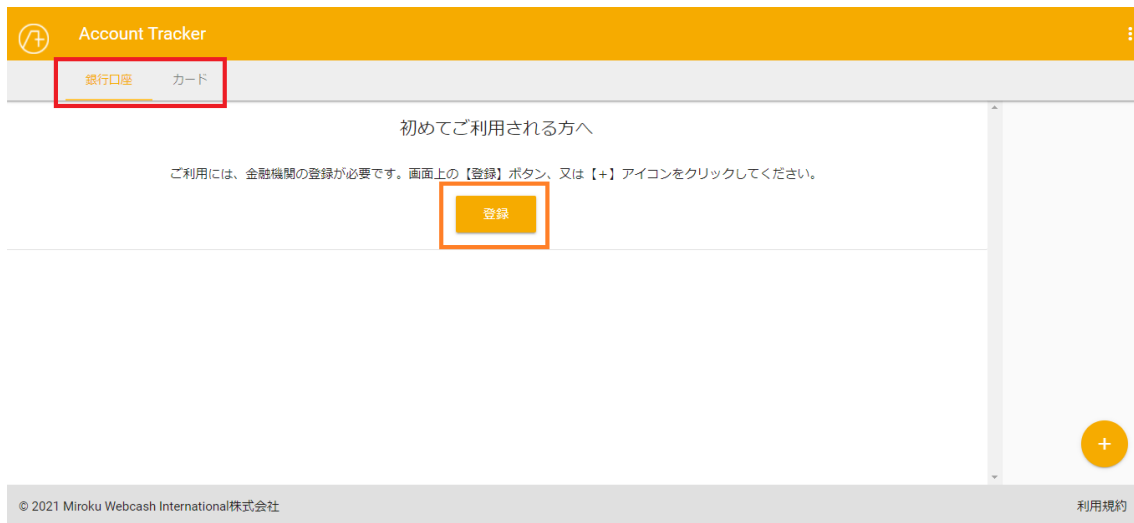 Account Tracker
銀行口座 カード
初めてご利用される方へ
ご利用には、金融機関の登録が必要です。画面上の【登録】ボタン、又は【+】アイコンをクリックしてください。
登録
+
© 2021 Miroku Webcash International株式会社 利用規約